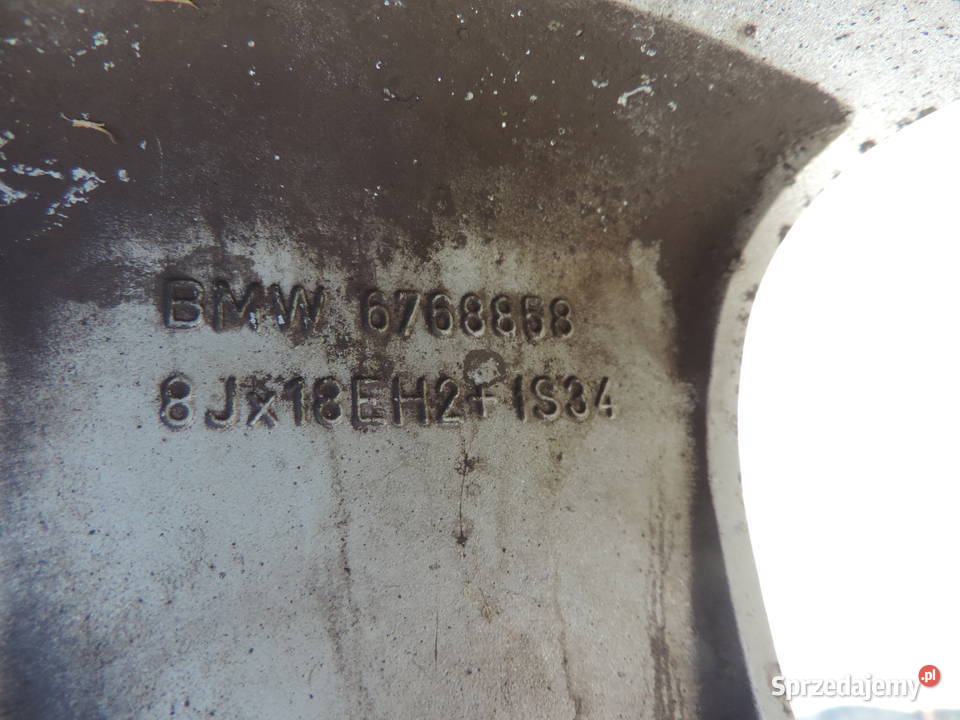 BMW 6768858
8Jx18EH2+ IS34
Sprzedajemy.pl